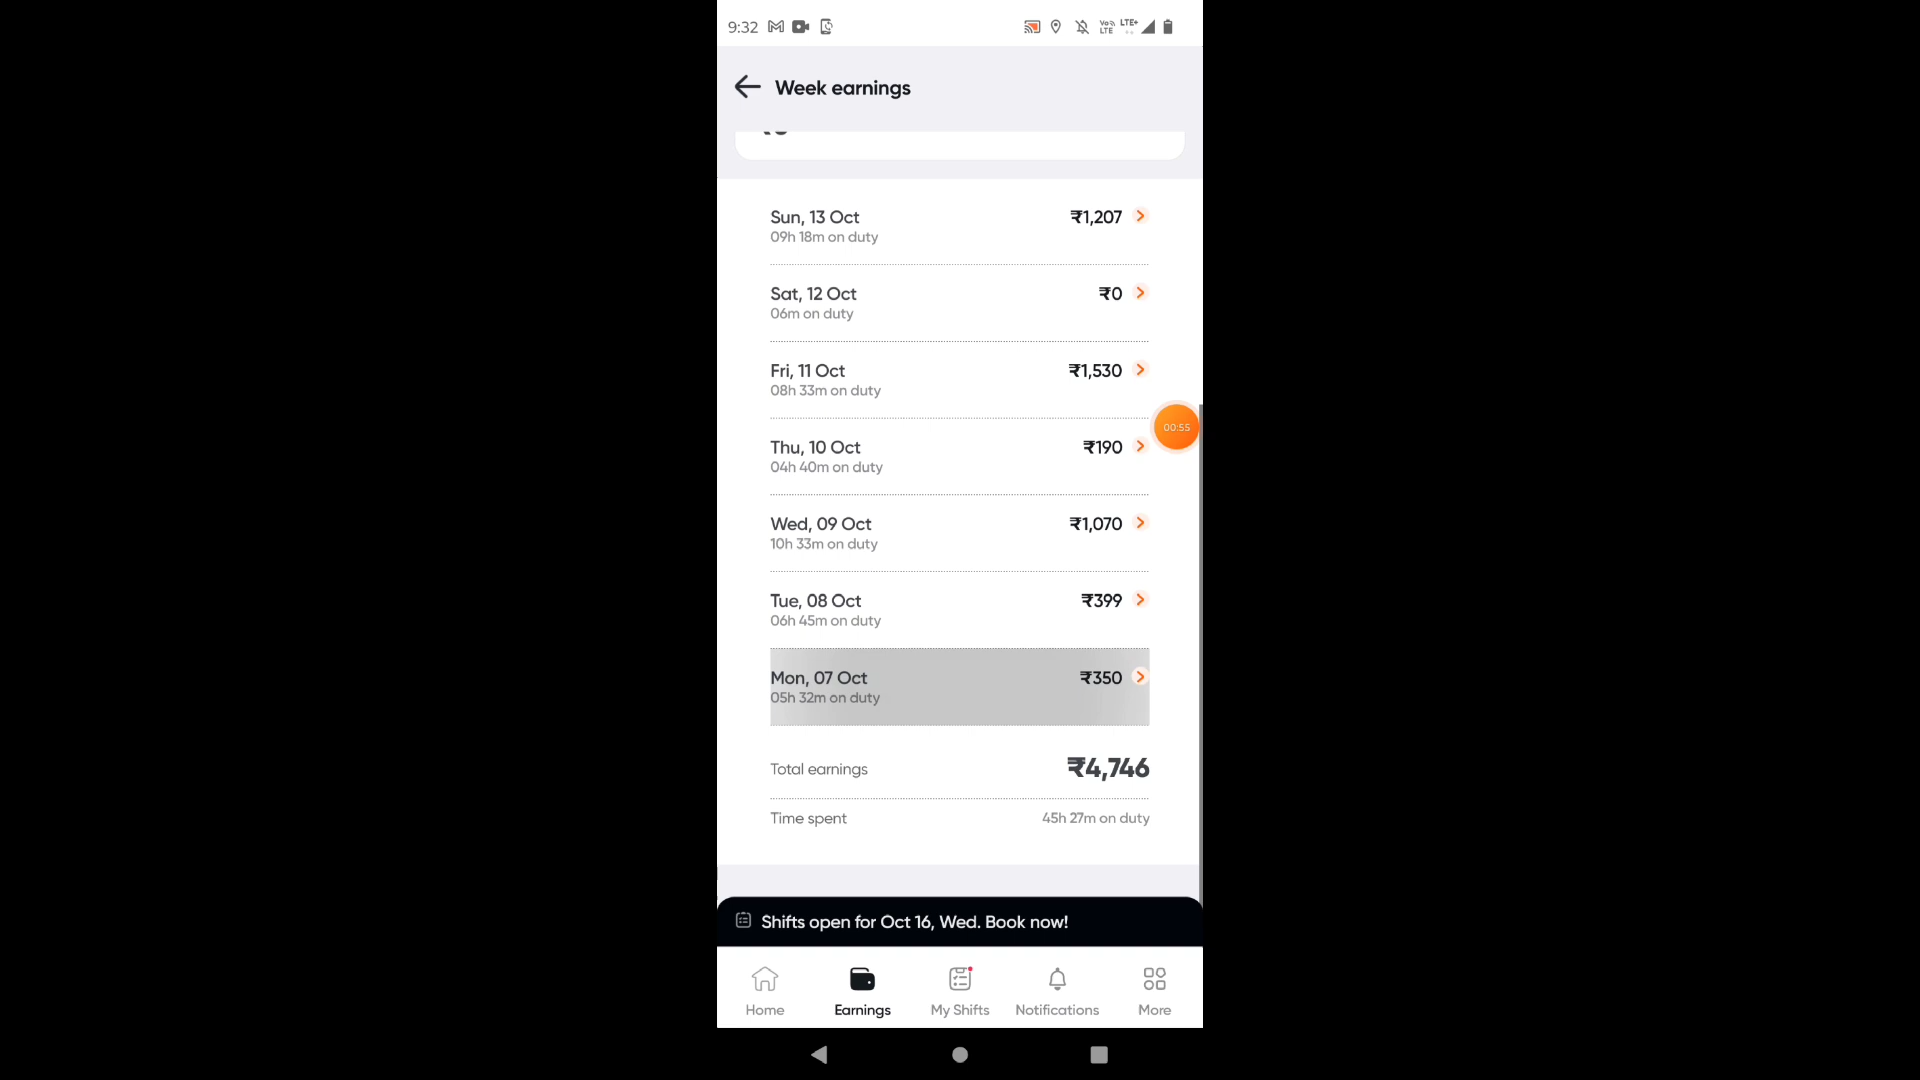 9:32
Vo LTE LTE+
Week earnings
Sun, 13 Oct ₹1,207
09h 18m on duty
Sat, 12 Oct ₹0
06m on duty
Fri, 11 Oct ₹1,530
08h 33m on duty
00:55
Thu, 10 Oct ₹190
04h 40m on duty
Wed, 09 Oct ₹1,070
10h 33m on duty
Tue, 08 Oct ₹399
06h 45m on duty
Mon, 07 Oct ₹350
05h 32m on duty
Total earnings ₹4,746
Time spent 45h 27m on duty
Shifts open for Oct 16, Wed. Book now!
Home Earnings My Shifts Notifications More